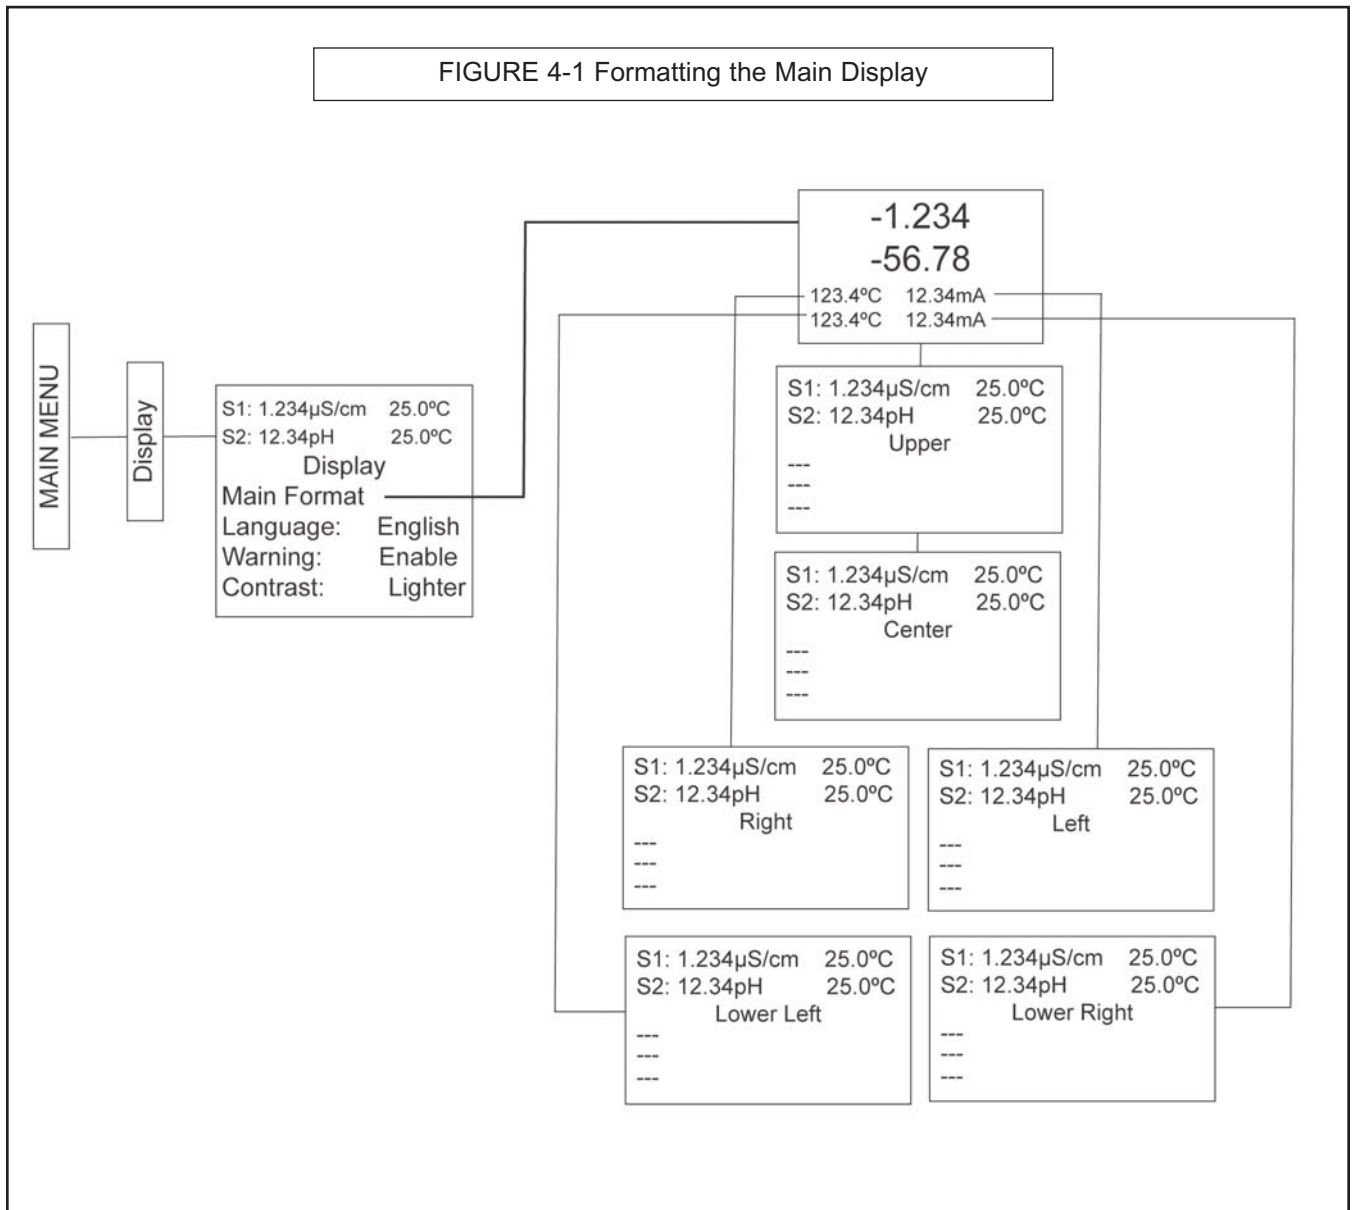 FIGURE 4-1 Formatting the Main Display
MAIN MENU
Display
S1: 1.234µS/cm 25.0ºC
S2: 12.34pH 25.0ºC
Display
Main Format
Language: English
Warning: Enable
Contrast: Lighter
-1.234
-56.78
123.4ºC 12.34mA
123.4ºC 12.34mA
S1: 1.234µS/cm 25.0ºC
S2: 12.34pH 25.0ºC
Upper
---
---
---
S1: 1.234µS/cm 25.0ºC
S2: 12.34pH 25.0ºC
Center
---
---
---
S1: 1.234µS/cm 25.0ºC
S2: 12.34pH 25.0ºC
Right
---
---
---
S1: 1.234µS/cm 25.0ºC
S2: 12.34pH 25.0ºC
Left
---
---
---
S1: 1.234µS/cm 25.0ºC
S2: 12.34pH 25.0ºC
Lower Left
---
---
---
S1: 1.234µS/cm 25.0ºC
S2: 12.34pH 25.0ºC
Lower Right
---
---
---